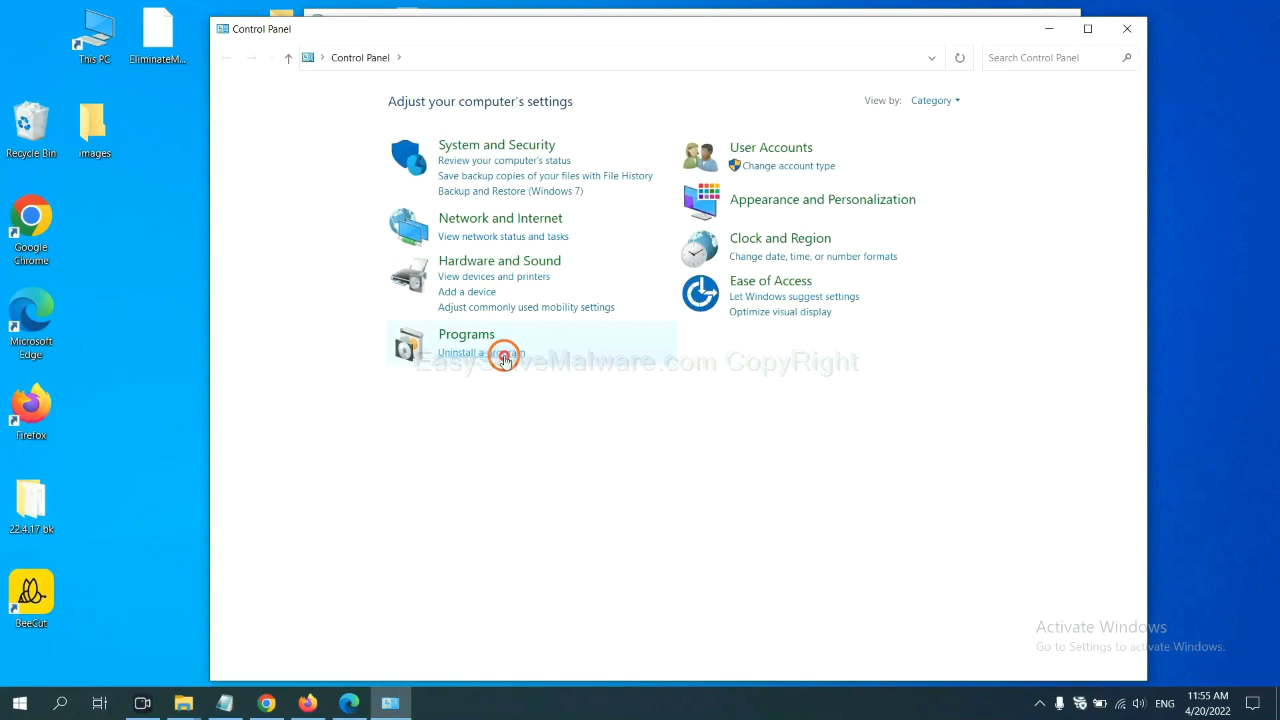 This PC
EliminateM...
Recycle Bin
images
Google
Chrome
Microsoft
Edge
Firefox
22.4.17 bk
BeeCut
Control Panel
Control Panel
Search Control Panel
Adjust your computer's settings
View by: Category
System and Security
Review your computer's status
Save backup copies of your files with File History
Backup and Restore (Windows 7)
Network and Internet
View network status and tasks
Hardware and Sound
View devices and printers
Add a device
Adjust commonly used mobility settings
Programs
Uninstall a program
User Accounts
Change account type
Appearance and Personalization
Clock and Region
Change date, time, or number formats
Ease of Access
Let Windows suggest settings
Optimize visual display
EasySolveMalware.com CopyRight
Activate Windows
Go to Settings to activate Windows.
ENG
11:55 AM
4/20/2022